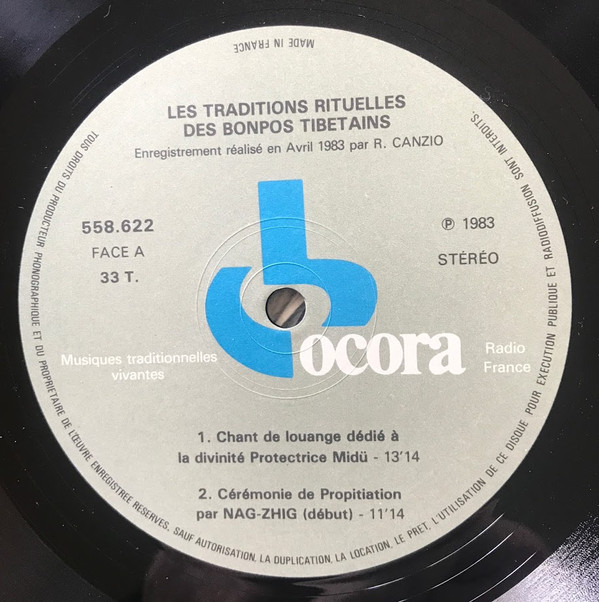 MADE IN FRANCE
LES TRADITIONS RITUELLES
DES BONPOS TIBETAINS
Enregistrement réalisé en Avril 1983 par R. CANZIO
558.622
FACE A
33 T.
℗ 1983
STÉRÉO
Musiques traditionnelles
vivantes
ocora
Radio
France
1. Chant de louange dédié à
la divinité Protectrice Midü - 13'14
2. Cérémonie de Propitiation
par NAG-ZHIG (début) - 11'14
TOUS DROITS DU PRODUCTEUR PHONOGRAPHIQUE ET DU PROPRIETAIRE DE L'ŒUVRE ENREGISTREE RESERVES. SAUF AUTORISATION, LA DUPLICATION, LA LOCATION, LE PRET, L'UTILISATION DE CE DISQUE POUR EXECUTION PUBLIQUE ET RADIODIFFUSION SONT INTERDITS.